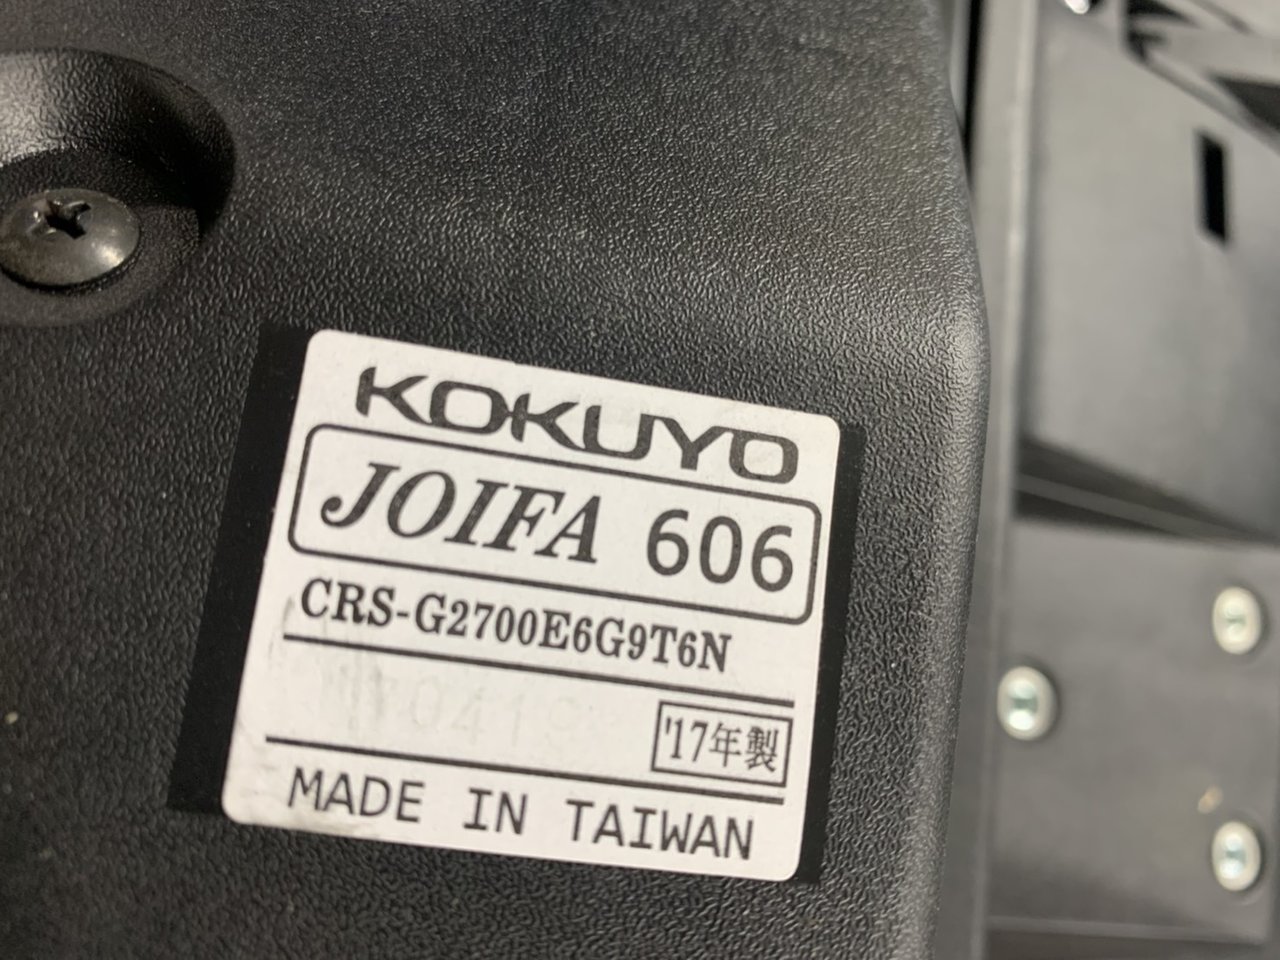 KOKUYO
JOIFA 606
CRS-G2700E6G9T6N
'17年製
MADE IN TAIWAN